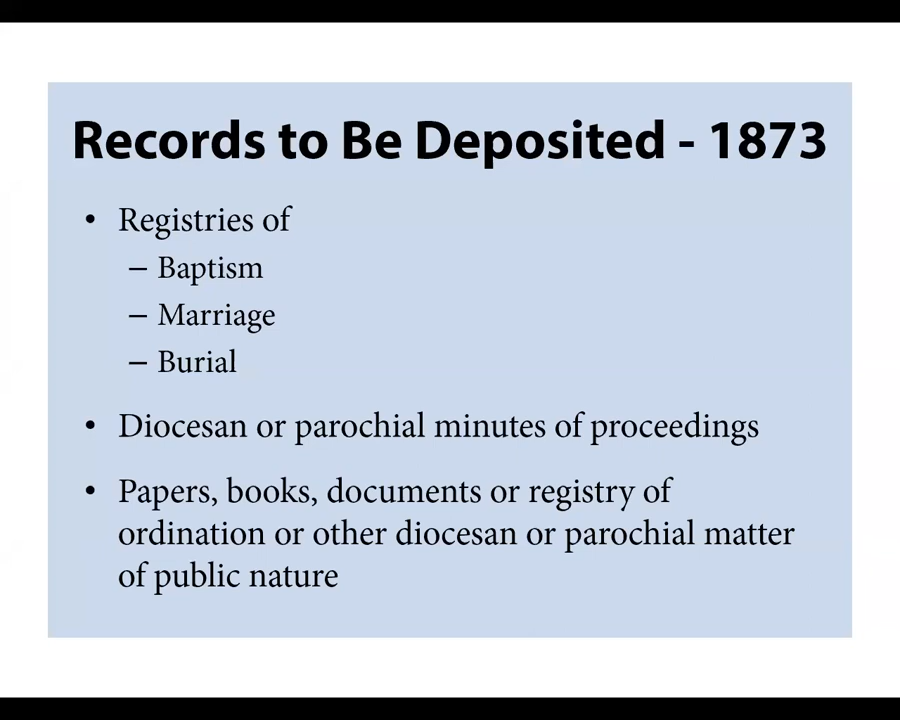 Records to Be Deposited - 1873
• Registries of
– Baptism
– Marriage
– Burial
• Diocesan or parochial minutes of proceedings
• Papers, books, documents or registry of
ordination or other diocesan or parochial matter
of public nature